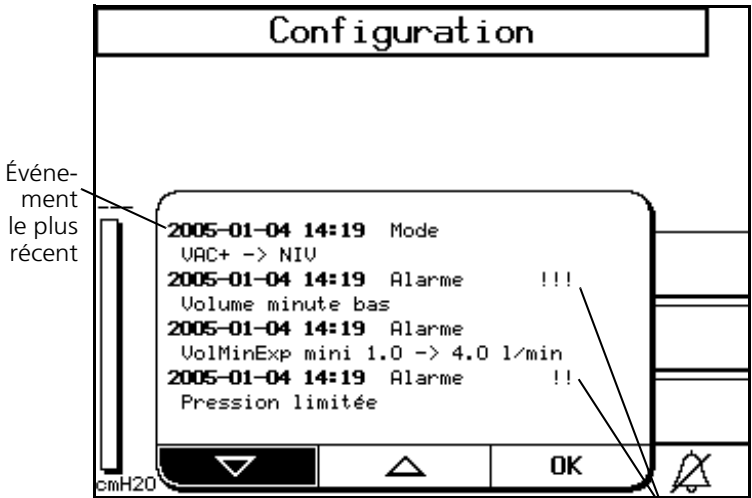 Configuration
Événe-
ment
le plus
récent
2005-01-04 14:19 Mode
VAC+ -> NIV
2005-01-04 14:19 Alarme !!!
Volume minute bas
2005-01-04 14:19 Alarme
VolMinExp mini 1.0 -> 4.0 l/min
2005-01-04 14:19 Alarme !!
Pression limitée
OK
cmH2O